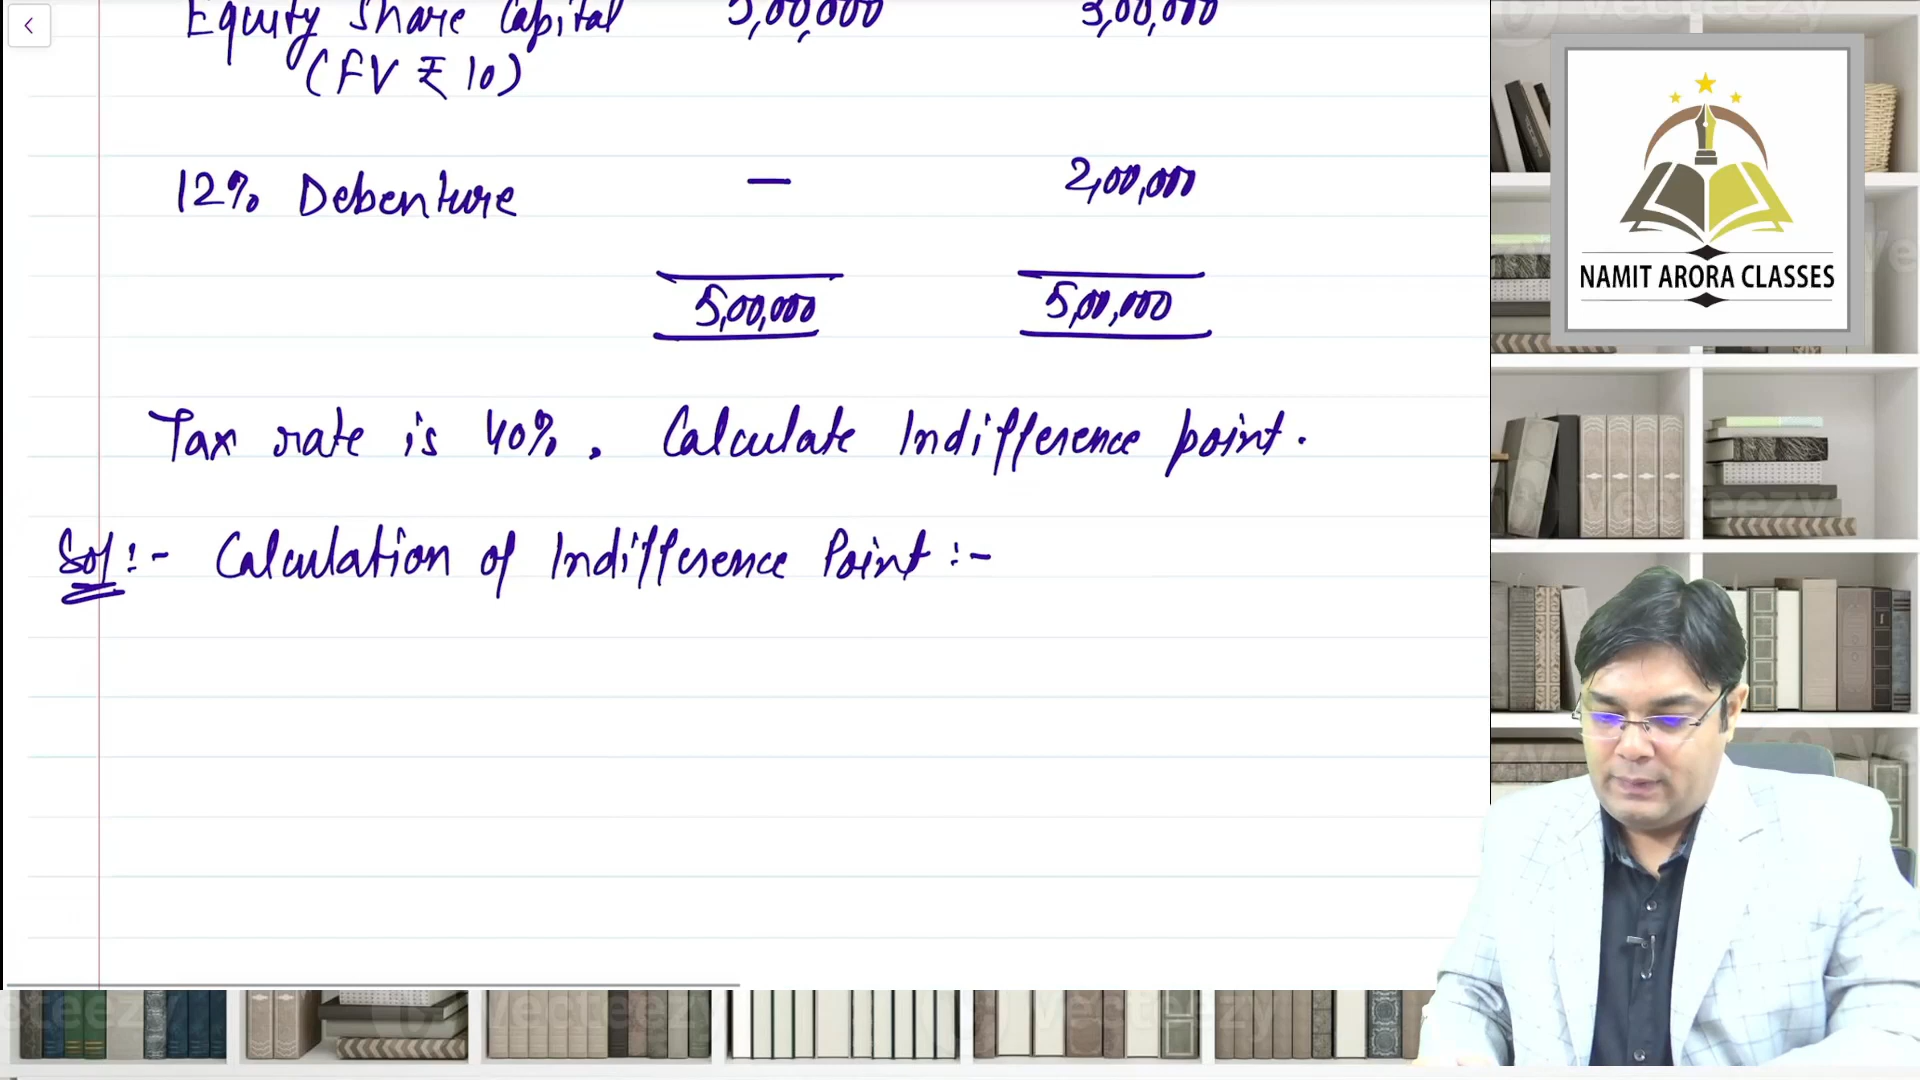 Equity Share Capital 5,00,000 3,00,000
(FV ₹ 10)
12% Debenture — 2,00,000
5,00,000 5,00,000
Tax rate is 40%. Calculate Indifference point.
Sol:- Calculation of Indifference Point :-
NAMIT ARORA CLASSES
vecteezy